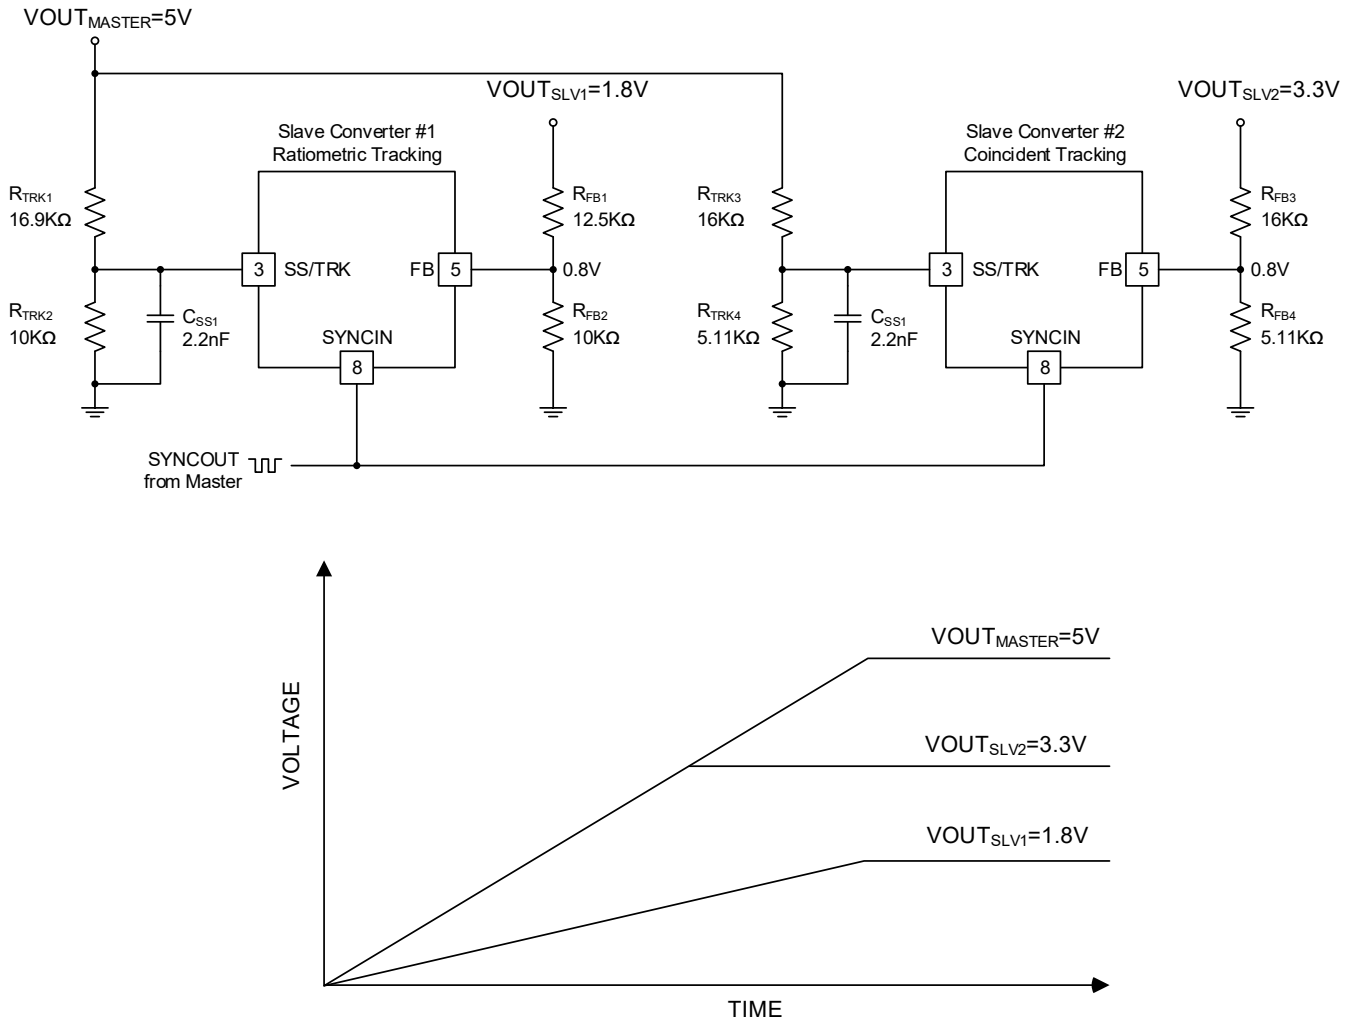 VOUTMASTER=5V
VOUTSLV1=1.8V
VOUTSLV2=3.3V
Slave Converter #1
Ratiometric Tracking
Slave Converter #2
Coincident Tracking
RTRK1
16.9KΩ
RFB1
12.5KΩ
RTRK3
16KΩ
RFB3
16KΩ
3
SS/TRK
FB
5
0.8V
3
SS/TRK
FB
5
0.8V
RTRK2
10KΩ
CSS1
2.2nF
SYNCIN
8
RFB2
10KΩ
RTRK4
5.11KΩ
CSS1
2.2nF
SYNCIN
8
RFB4
5.11KΩ
SYNCOUT
from Master
VOUTMASTER=5V
VOUTSLV2=3.3V
VOUTSLV1=1.8V
VOLTAGE
TIME